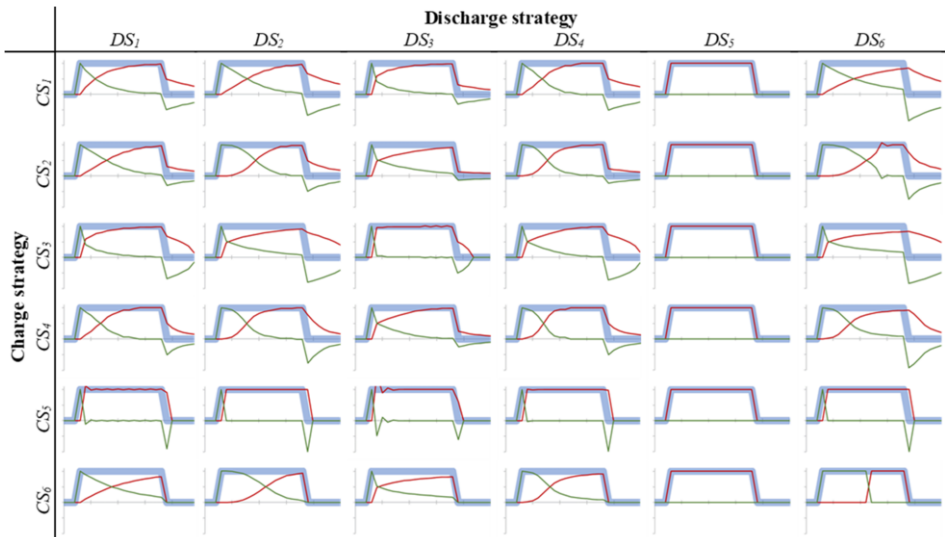 Discharge strategy
DS1 DS2 DS3 DS4 DS5 DS6
Charge strategy
CS1
CS2
CS3
CS4
CS5
CS6